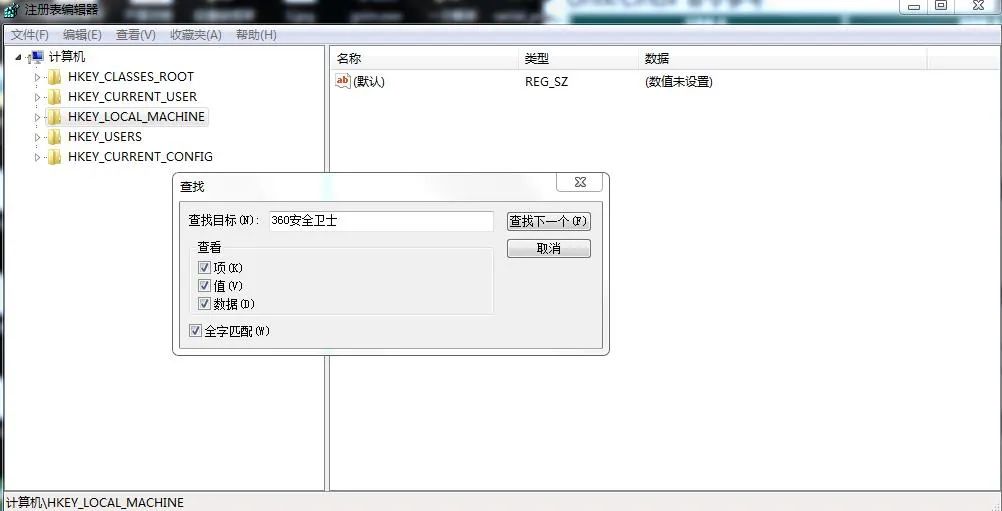 注册表编辑器
文件(F) 编辑(E) 查看(V) 收藏夹(A) 帮助(H)
计算机
HKEY_CLASSES_ROOT
HKEY_CURRENT_USER
HKEY_LOCAL_MACHINE
HKEY_USERS
HKEY_CURRENT_CONFIG
名称 类型 数据
ab (默认) REG_SZ (数值未设置)
查找
查找目标(N): 360安全卫士 查找下一个(F)
取消
查看
项(K)
值(V)
数据(D)
全字匹配(W)
计算机\HKEY_LOCAL_MACHINE